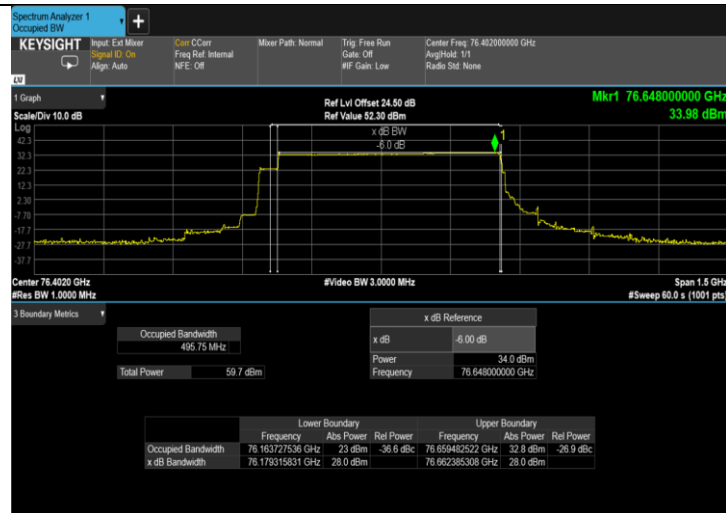 Spectrum Analyzer 1
Occupied BW
+
KEYSIGHT Input: Ext Mixer Corr CCorr Mixer Path: Normal Trig: Free Run Center Freq: 76.402000000 GHz
Signal ID: On Freq Ref: Internal Gate: Off Avg|Hold: 1/1
Align: Auto NFE: Off #IF Gain: Low Radio Std: None
LXI
1 Graph Ref Lvl Offset 24.50 dB Mkr1 76.648000000 GHz
Scale/Div 10.0 dB Ref Value 52.30 dBm 33.98 dBm
Log x dB BW 1
42.3 -6.0 dB
32.3
22.3
12.3
2.30
-7.70
-17.7
-27.7
-37.7
Center 76.4020 GHz #Video BW 3.0000 MHz Span 1.5 GHz
#Res BW 1.0000 MHz #Sweep 60.0 s (1001 pts)
3 Boundary Metrics
x dB Reference
Occupied Bandwidth x dB -6.00 dB
495.75 MHz
Power 34.0 dBm
Total Power 59.7 dBm Frequency 76.648000000 GHz
Lower Boundary Upper Boundary
Frequency Abs Power Rel Power Frequency Abs Power Rel Power
Occupied Bandwidth 76.163727536 GHz 23 dBm -36.6 dBc 76.659482522 GHz 32.8 dBm -26.9 dBc
x dB Bandwidth 76.179315831 GHz 28.0 dBm 76.662385308 GHz 28.0 dBm